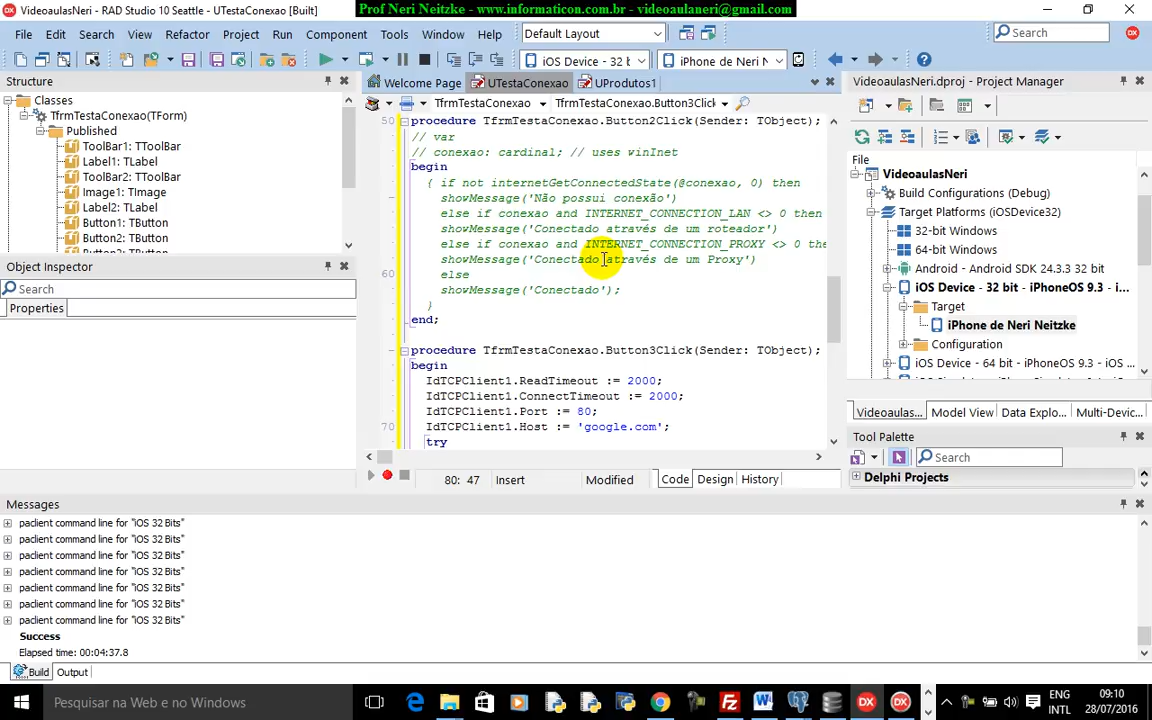 Prof Neri Neitzke - www.informaticon.com.br - videoaulaneri@gmail.com
VideoaulasNeri - RAD Studio 10 Seattle - UTestaConexao [Built]
File Edit Search View Refactor Project Run Component Tools Window Help
Default Layout
Search
iOS Device - 32 b
iPhone de Neri N
Structure
Classes
TfrmTestaConexao(TForm)
Published
ToolBar1: TToolBar
Label1: TLabel
ToolBar2: TToolBar
Image1: TImage
Label2: TLabel
Button1: TButton
Button2: TButton
Object Inspector
Search
Properties
Welcome Page UTestaConexao UProdutos1
TfrmTestaConexao TfrmTestaConexao.Button3Click
50 procedure TfrmTestaConexao.Button2Click(Sender: TObject);
// var
// conexao: cardinal; // uses winInet
begin
{ if not internetGetConnectedState(@conexao, 0) then
showMessage('Não possui conexão')
else if conexao and INTERNET_CONNECTION_LAN <> 0 then
showMessage('Conectado através de um roteador')
else if conexao and INTERNET_CONNECTION_PROXY <> 0 the
showMessage('Conectado através de um Proxy')
60 else
showMessage('Conectado');
}
end;
procedure TfrmTestaConexao.Button3Click(Sender: TObject);
begin
IdTCPClient1.ReadTimeout := 2000;
IdTCPClient1.ConnectTimeout := 2000;
IdTCPClient1.Port := 80;
70 IdTCPClient1.Host := 'google.com';
try
80: 47 Insert Modified Code Design History
VideoaulasNeri.dproj - Project Manager
File
VideoaulasNeri
Build Configurations (Debug)
Target Platforms (iOSDevice32)
32-bit Windows
64-bit Windows
Android - Android SDK 24.3.3 32 bit
iOS Device - 32 bit - iPhoneOS 9.3 - i...
Target
iPhone de Neri Neitzke
Configuration
iOS Device - 64 bit - iPhoneOS 9.3 - iOS ...
Videoaulas... Model View Data Explo... Multi-Devic...
Tool Palette
Search
Delphi Projects
Messages
paclient command line for "iOS 32 Bits"
paclient command line for "iOS 32 Bits"
paclient command line for "iOS 32 Bits"
paclient command line for "iOS 32 Bits"
paclient command line for "iOS 32 Bits"
paclient command line for "iOS 32 Bits"
paclient command line for "iOS 32 Bits"
Success
Elapsed time: 00:04:37.8
Build Output
Pesquisar na Web e no Windows
ENG
INTL
09:10
28/07/2016